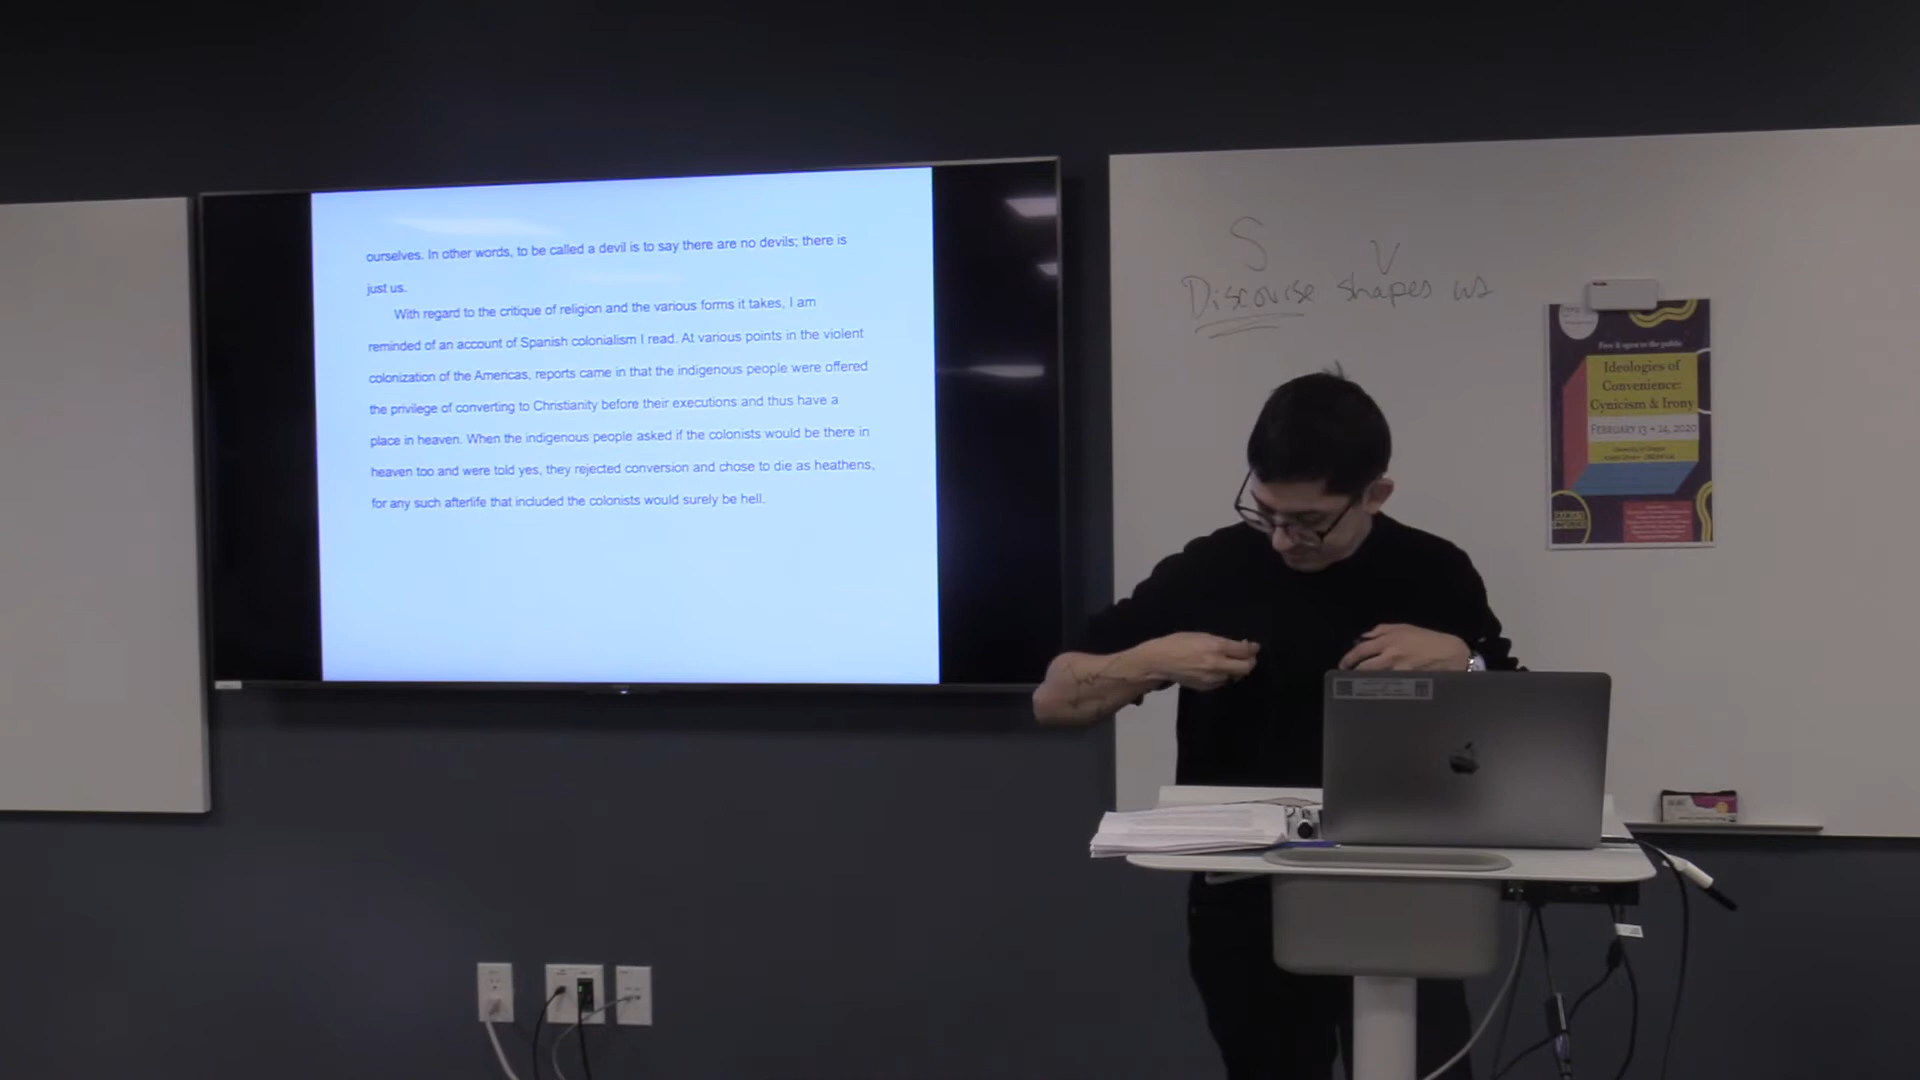 ourselves. In other words, to be called a devil is to say there are no devils; there is
just us.
With regard to the critique of religion and the various forms it takes, I am
reminded of an account of Spanish colonialism I read. At various points in the violent
colonization of the Americas, reports came in that the indigenous people were offered
the privilege of converting to Christianity before their executions and thus have a
place in heaven. When the indigenous people asked if the colonists would be there in
heaven too and were told yes, they rejected conversion and chose to die as heathens,
for any such afterlife that included the colonists would surely be hell.
S V
Discourse shapes us
Free & open to the public
Ideologies of
Convenience:
Cynicism & Irony
FEBRUARY 13 + 14, 2020